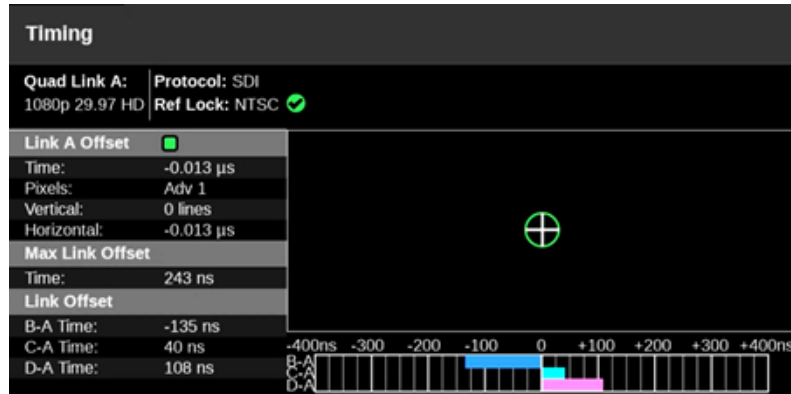 Timing
Quad Link A: Protocol: SDI
1080p 29.97 HD Ref Lock: NTSC
Link A Offset
Time: -0.013 µs
Pixels: Adv 1
Vertical: 0 lines
Horizontal: -0.013 µs
Max Link Offset
Time: 243 ns
Link Offset
B-A Time: -135 ns
C-A Time: 40 ns
D-A Time: 108 ns
-400ns -300 -200 -100 0 +100 +200 +300 +400ns
B-A
C-A
D-A